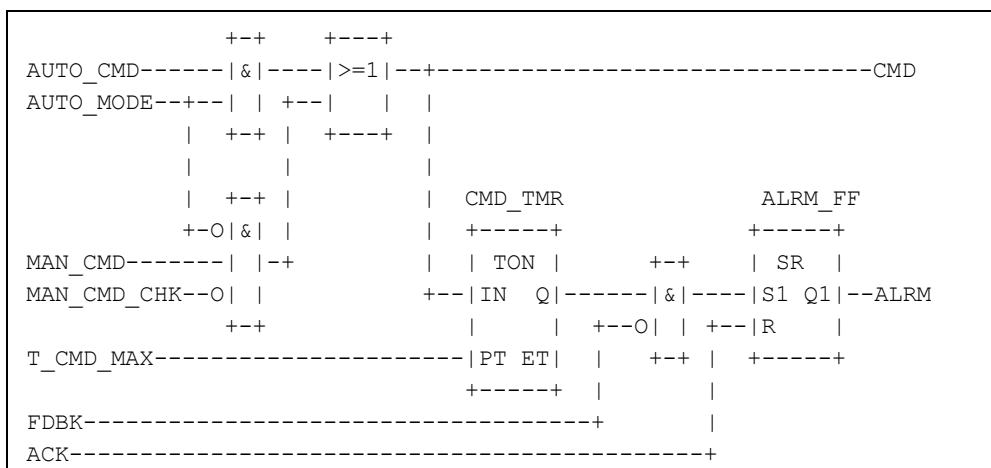 +-+    +---+
AUTO_CMD------|&|----|>=1|--+-------------------------------CMD
AUTO_MODE--+--| | +--|   |  |
           |  +-+ |  +---+  |
           |      |         |
           |  +-+ |         |  CMD_TMR              ALRM_FF
           +-O|&| |         |  +-----+             +-----+
MAN_CMD-------| |-+         |  | TON |      +-+    | SR  |
MAN_CMD_CHK--O| |           +--|IN  Q|------|&|----|S1 Q1|--ALRM
              +-+              |     |  +--O| | +--|R    |
T_CMD_MAX----------------------|PT ET|  |   +-+ |  +-----+
                               +-----+  |       |
FDBK------------------------------------+       |
ACK---------------------------------------------+